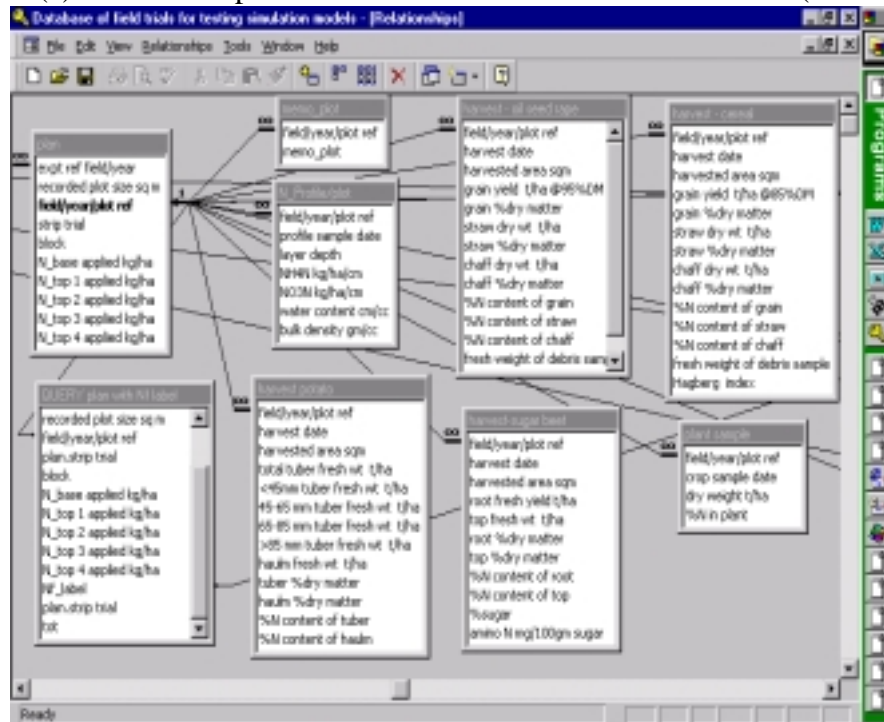 Database of field trials for testing simulation models - [Relationships]
File Edit View Relationships Tools Window Help
plan
expt ref field/year
recorded plot size sq m
field/year/plot ref
strip trial
block
N_base applied kg/ha
N_top 1 applied kg/ha
N_top 2 applied kg/ha
N_top 3 applied kg/ha
N_top 4 applied kg/ha
memo_plot
field/year/plot ref
memo_plot
N_Profile/plot
field/year/plot ref
profile sample date
layer depth
NH4N kg/ha/cm
NO3N kg/ha/cm
water content cm/cc
bulk density gm/cc
harvest - oil seed rape
field/year/plot ref
harvest date
harvested area sqm
grain yield t/ha @95%DM
grain %dry matter
straw dry wt t/ha
straw %dry matter
chaff dry wt t/ha
chaff %dry matter
%N content of grain
%N content of straw
%N content of chaff
fresh weight of debris sam
harvest - cereal
field/year/plot ref
harvest date
harvested area sqm
grain yield t/ha @85%DM
grain %dry matter
straw dry wt t/ha
straw %dry matter
chaff dry wt t/ha
chaff %dry matter
%N content of grain
%N content of straw
%N content of chaff
fresh weight of debris sample
Hagberg index
QUERY plan with Nf label
recorded plot size sq m
field/year/plot ref
plan.strip trial
block
N_base applied kg/ha
N_top 1 applied kg/ha
N_top 2 applied kg/ha
N_top 3 applied kg/ha
N_top 4 applied kg/ha
Nf_label
plan.strip trial
txt
harvest potato
field/year/plot ref
harvest date
harvested area sqm
total tuber fresh wt t/ha
<45mm tuber fresh wt t/ha
45-65 mm tuber fresh wt t/ha
65-85 mm tuber fresh wt t/ha
>85 mm tuber fresh wt t/ha
haulm fresh wt t/ha
tuber %dry matter
haulm %dry matter
%N content of tuber
%N content of haulm
harvest-sugar beet
field/year/plot ref
harvest date
harvested area sqm
root fresh yield t/ha
top fresh wt t/ha
root %dry matter
top %dry matter
%N content of root
%N content of top
%sugar
amino N mg/100gm sugar
plant sample
field/year/plot ref
crop sample date
dry weight t/ha
%N in plant
1
Programs
Ready